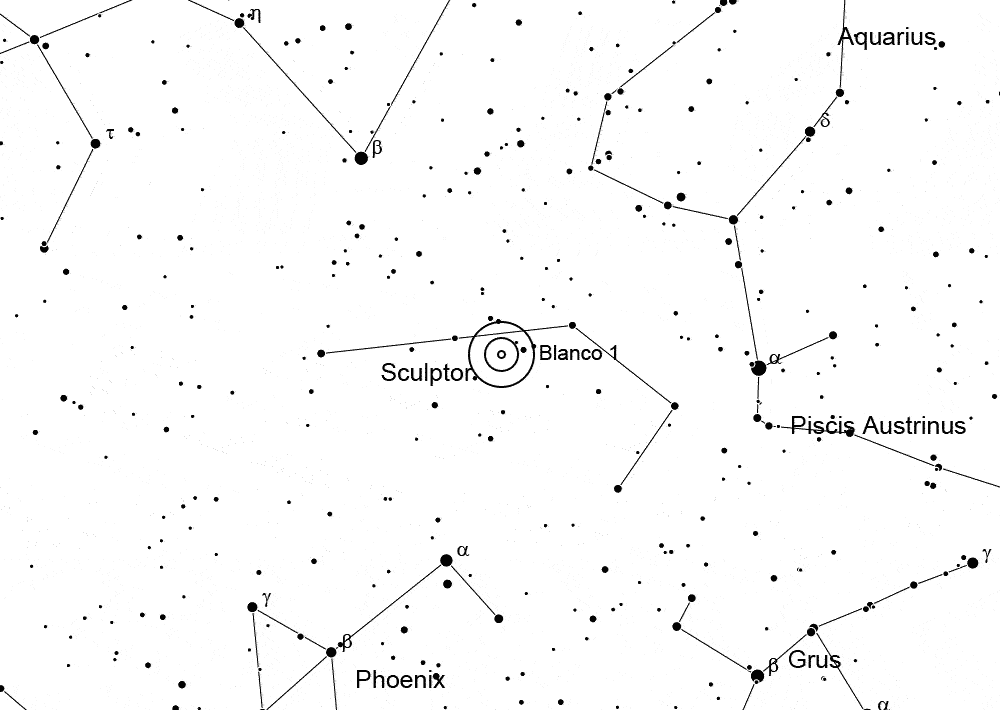 η
Aquarius
δ
τ
β
Blanco 1
α
Sculptor
Piscis Austrinus
α
γ
γ
β
Grus
β
Phoenix
α